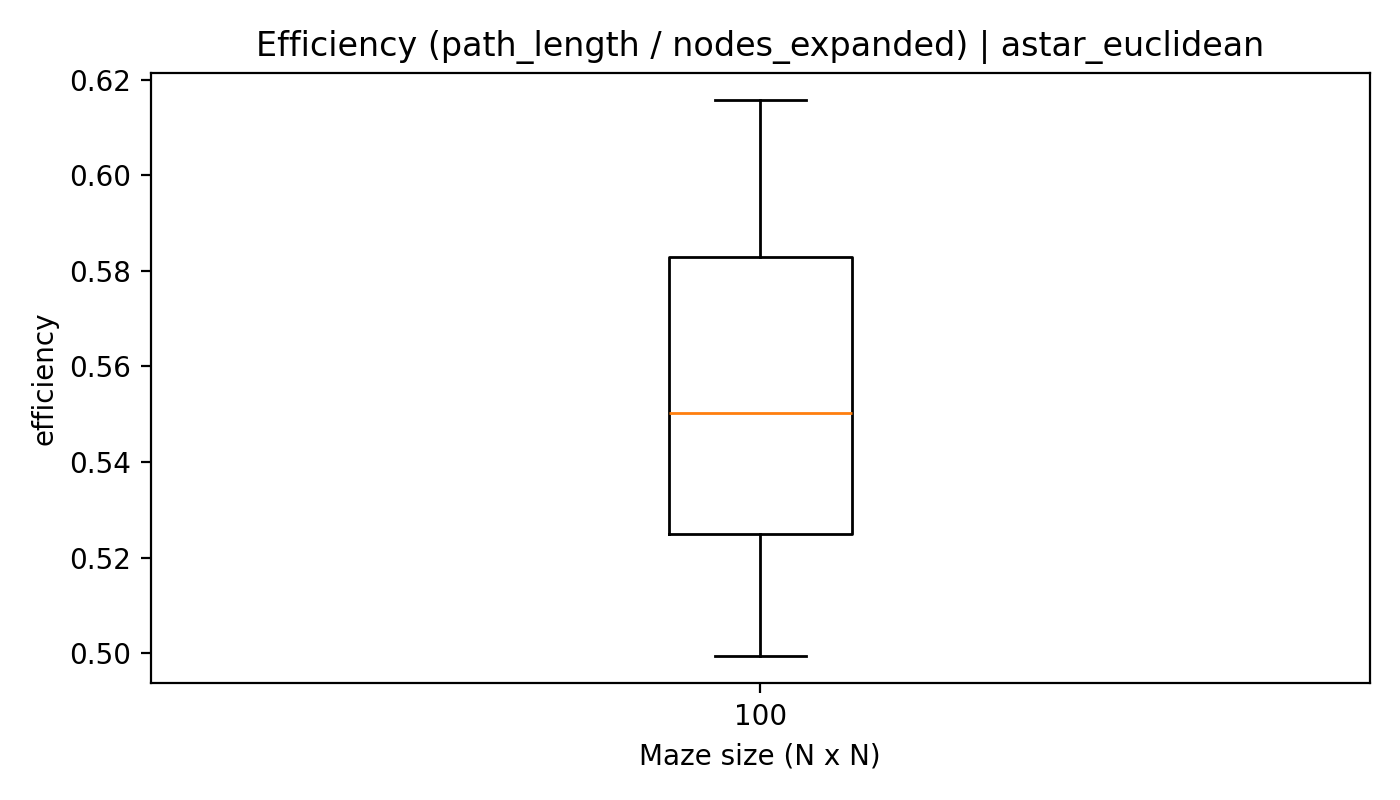 Efficiency (path_length / nodes_expanded) | astar_euclidean
0.62
0.60
0.58
0.56
0.54
0.52
0.50
efficiency
100
Maze size (N x N)